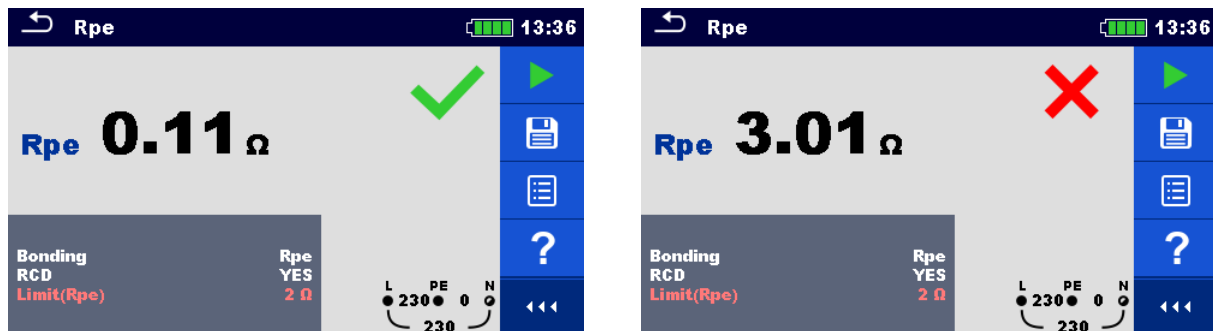 Rpe 13:36
Rpe 0.11 Ω
Bonding Rpe
RCD YES
Limit(Rpe) 2 Ω
?
L PE N
230 0
230
Rpe 13:36
Rpe 3.01 Ω
Bonding Rpe
RCD YES
Limit(Rpe) 2 Ω
?
L PE N
230 0
230